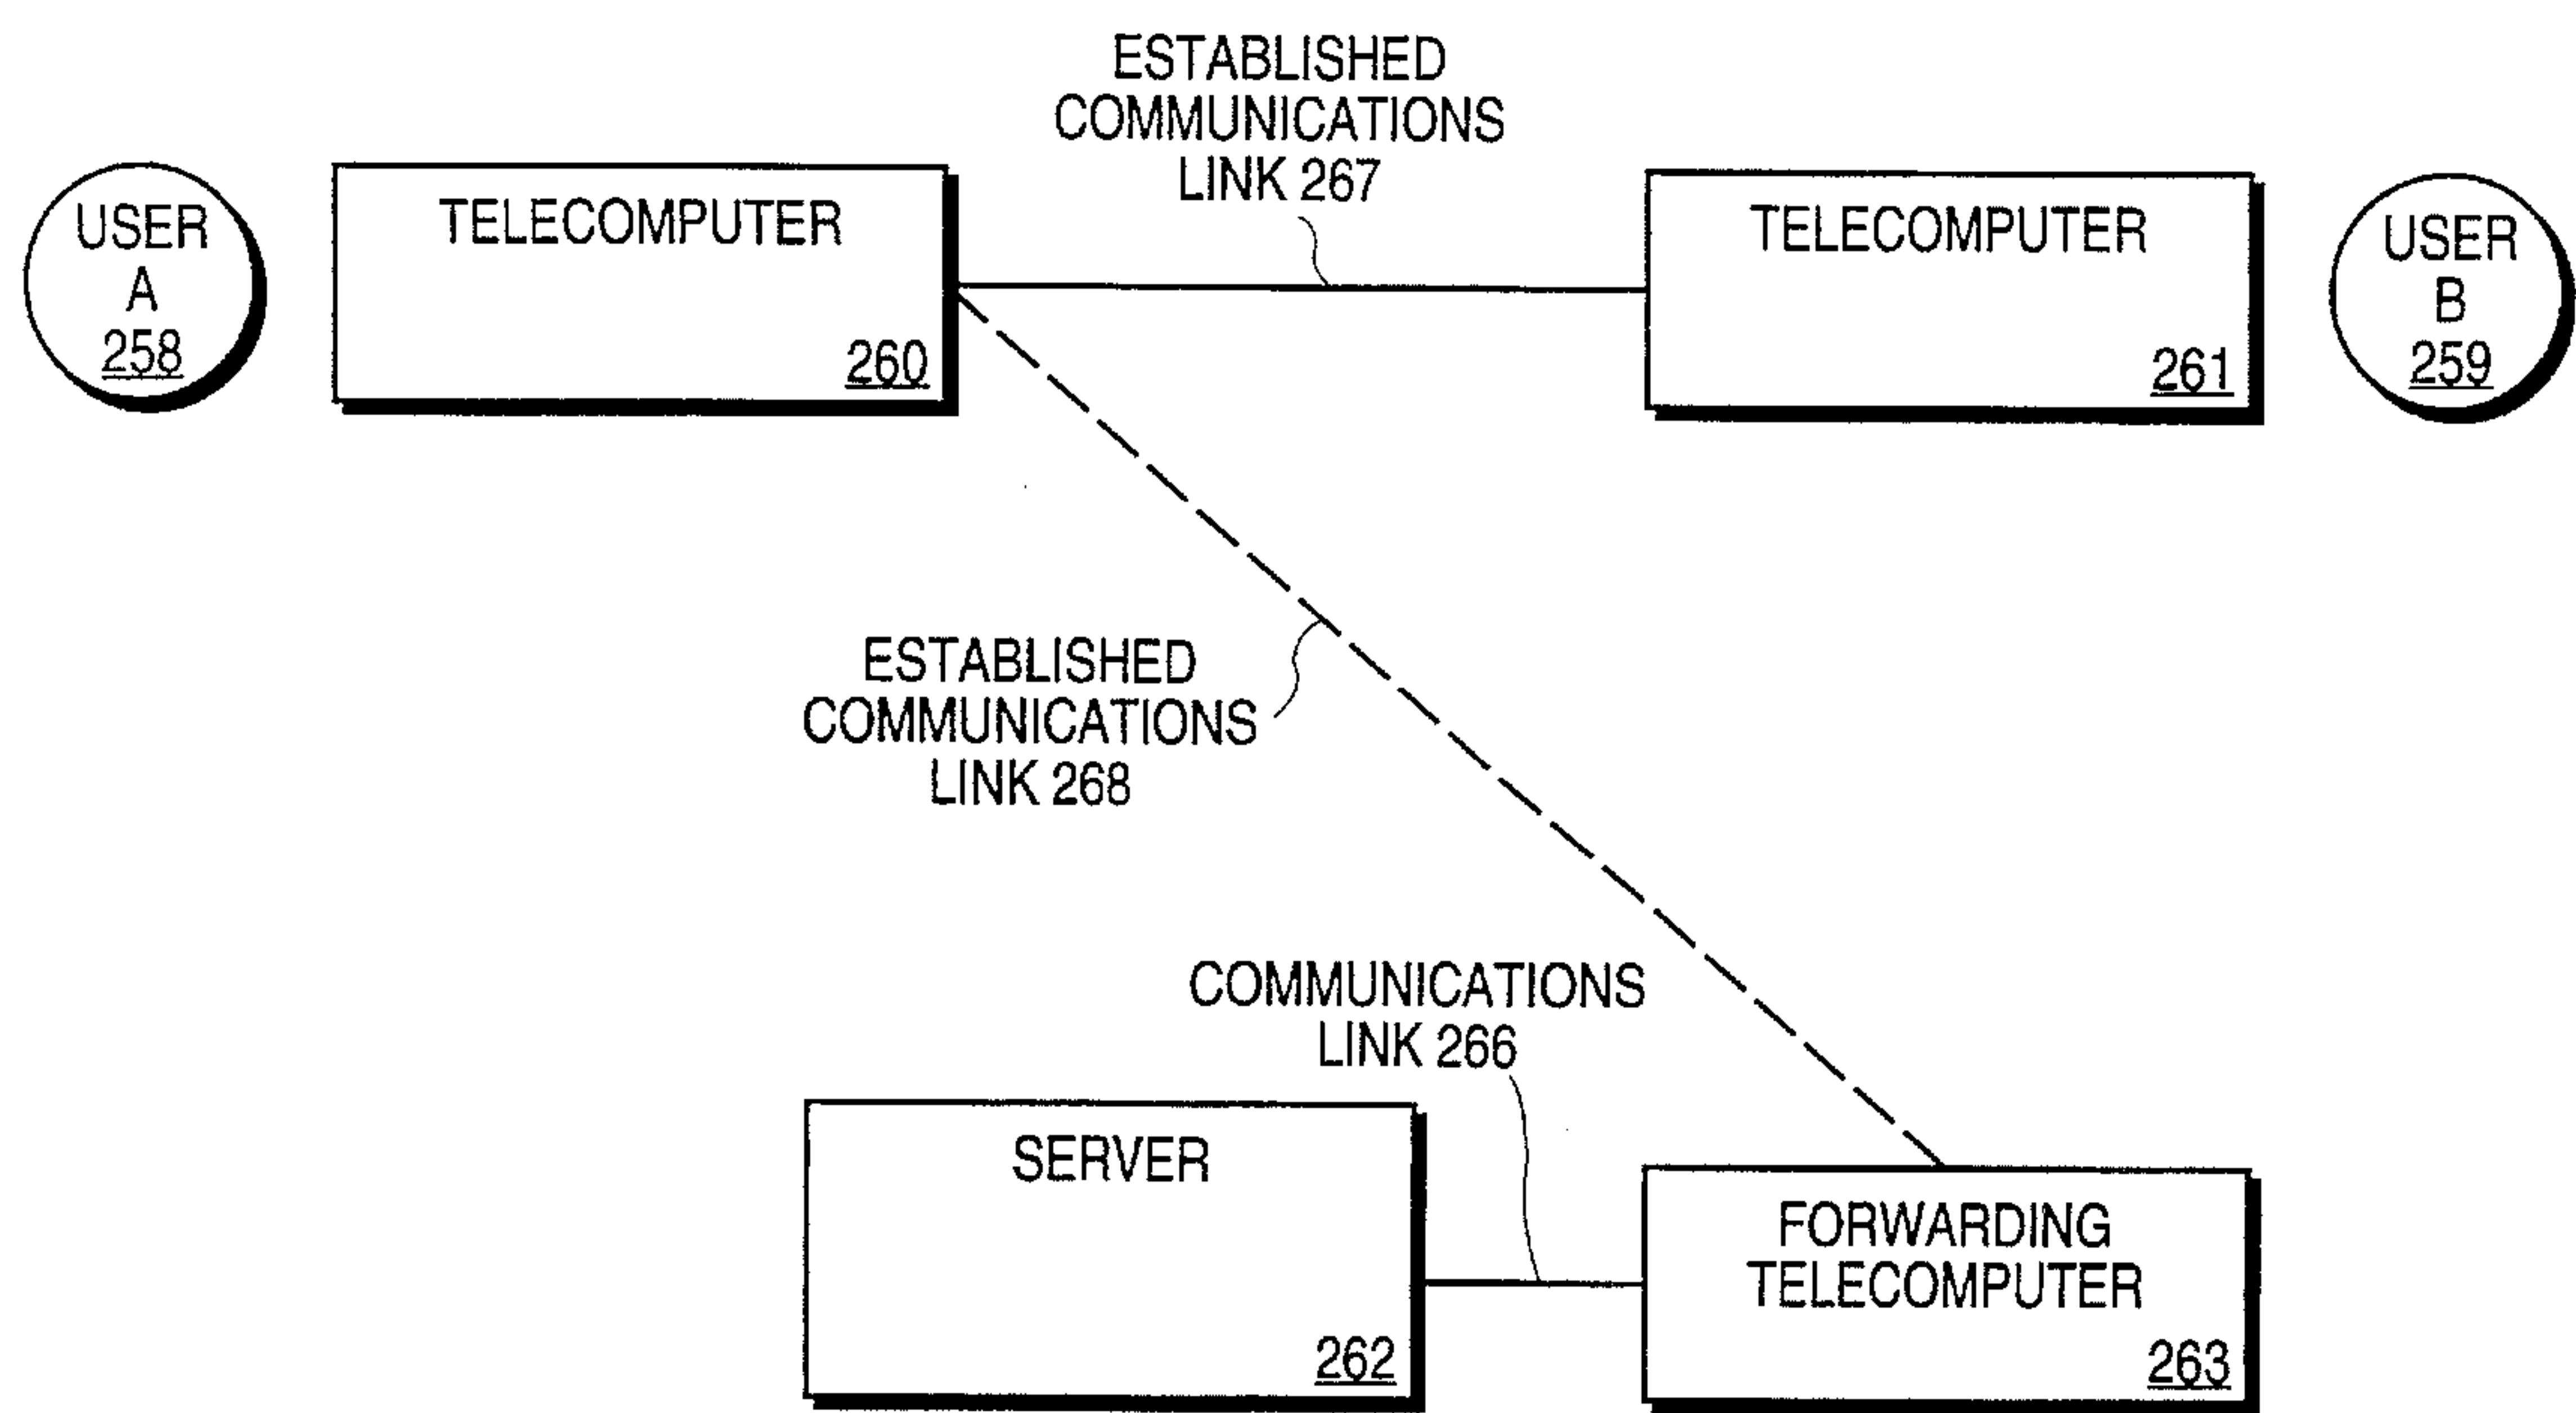 ESTABLISHED
COMMUNICATIONS
LINK 267
USER
A
258
TELECOMPUTER
260
TELECOMPUTER
261
USER
B
259
ESTABLISHED
COMMUNICATIONS
LINK 268
COMMUNICATIONS
LINK 266
SERVER
262
FORWARDING
TELECOMPUTER
263